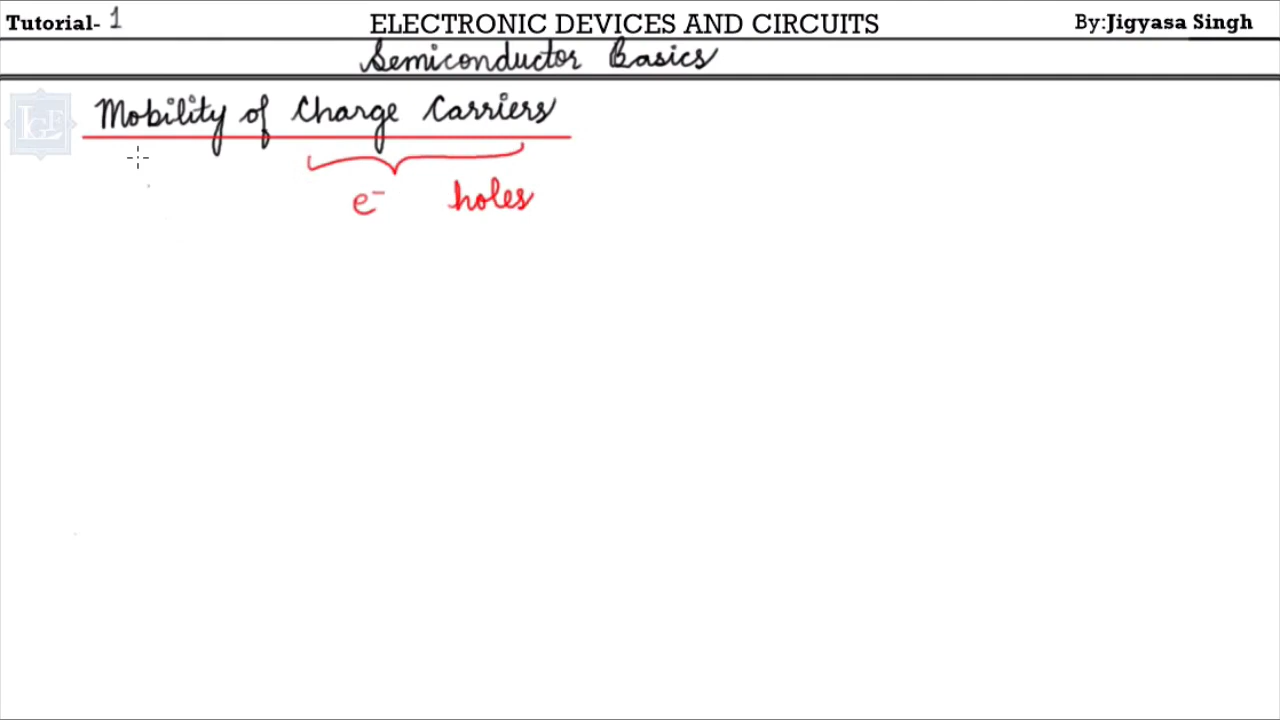 Tutorial- 1 ELECTRONIC DEVICES AND CIRCUITS By:Jigyasa Singh
Semiconductor Basics
Mobility of Charge Carriers
e⁻ holes